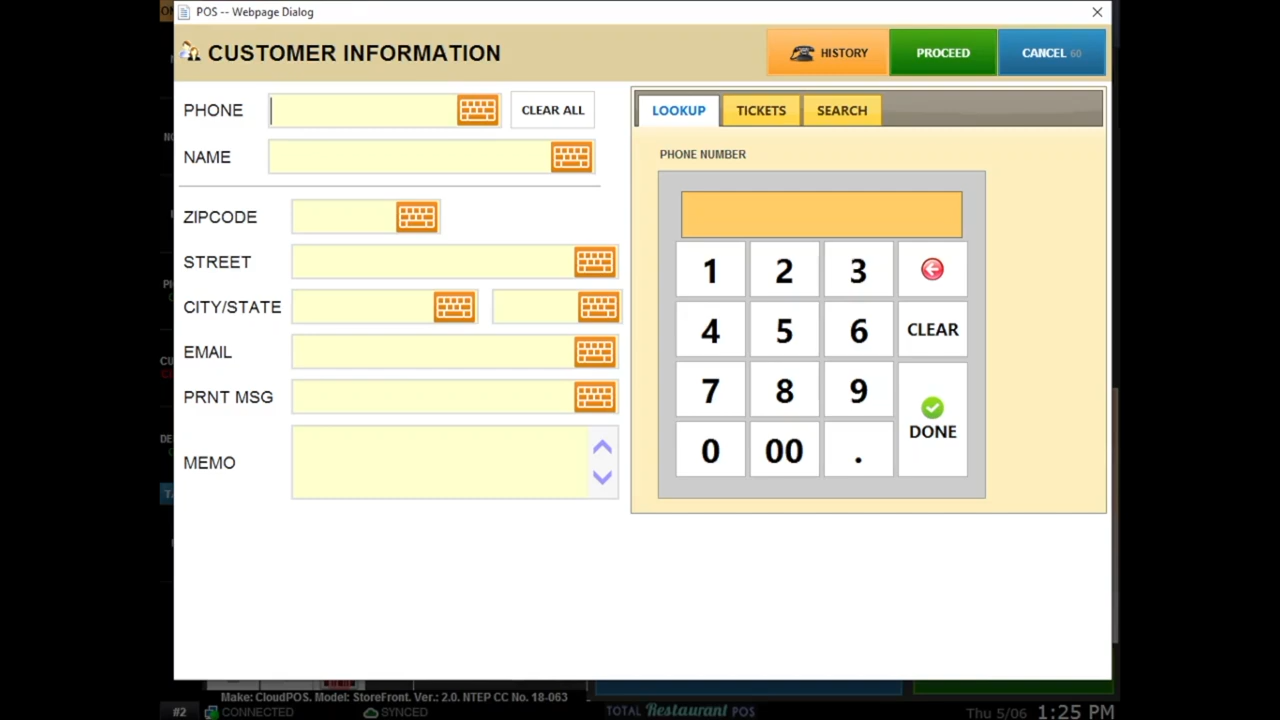 POS -- Webpage Dialog
CUSTOMER INFORMATION
HISTORY
PROCEED
CANCEL 60
PHONE
CLEAR ALL
NAME
ZIPCODE
STREET
CITY/STATE
EMAIL
PRNT MSG
MEMO
LOOKUP
TICKETS
SEARCH
PHONE NUMBER
1 2 3
4 5 6 CLEAR
7 8 9
DONE
0 00 .
Make: CloudPOS. Model: StoreFront. Ver.: 2.0. NTEP CC No. 18-063
#2 CONNECTED SYNCED
TOTAL Restaurant POS
Thu 5/06 1:25 PM